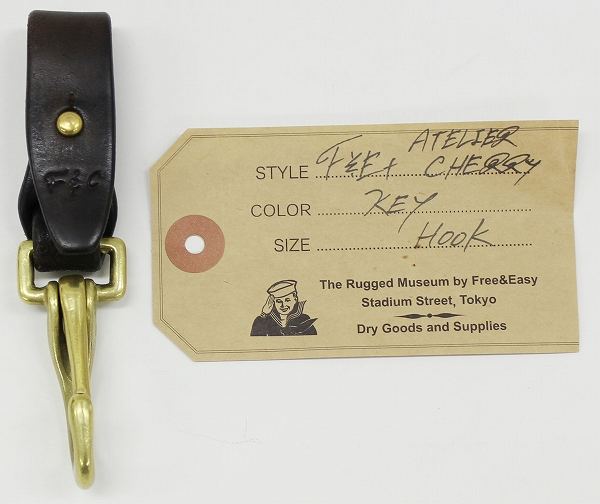 F&C
ATELIER
STYLE F&E + CHERRY
COLOR KEY
SIZE HOOK
The Rugged Museum by Free&Easy
Stadium Street, Tokyo
Dry Goods and Supplies